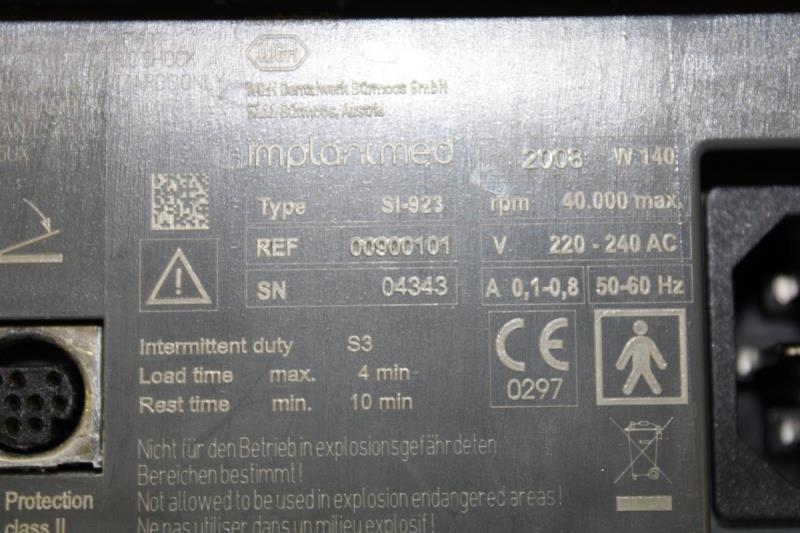 W&H
W&H Dentalwerk Bürmoos GmbH
5111 Bürmoos, Austria
implantmed
2008 W 140
Type SI-923 rpm 40.000 max.
REF 00900101 V 220 - 240 AC
SN 04343 A 0,1-0,8 50-60 Hz
Intermittent duty S3
Load time max. 4 min
Rest time min. 10 min
CE
0297
Nicht für den Betrieb in explosionsgefährdeten
Bereichen bestimmt!
Not allowed to be used in explosion endangered areas!
Ne pas utiliser dans un milieu explosif!
Protection
class II